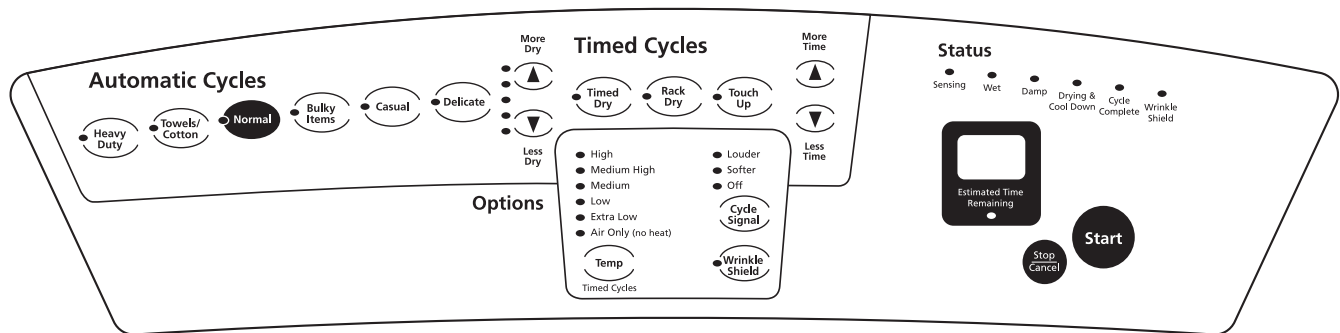 Automatic Cycles
Heavy
Duty
Towels/
Cotton
Normal
Bulky
Items
Casual
Delicate
More
Dry
Less
Dry
Timed Cycles
Timed
Dry
Rack
Dry
Touch
Up
More
Time
Less
Time
Options
High
Medium High
Medium
Low
Extra Low
Air Only (no heat)
Temp
Timed Cycles
Louder
Softer
Off
Cycle
Signal
Wrinkle
Shield
Status
Sensing
Wet
Damp
Drying &
Cool Down
Cycle
Complete
Wrinkle
Shield
Estimated Time
Remaining
Stop
Cancel
Start